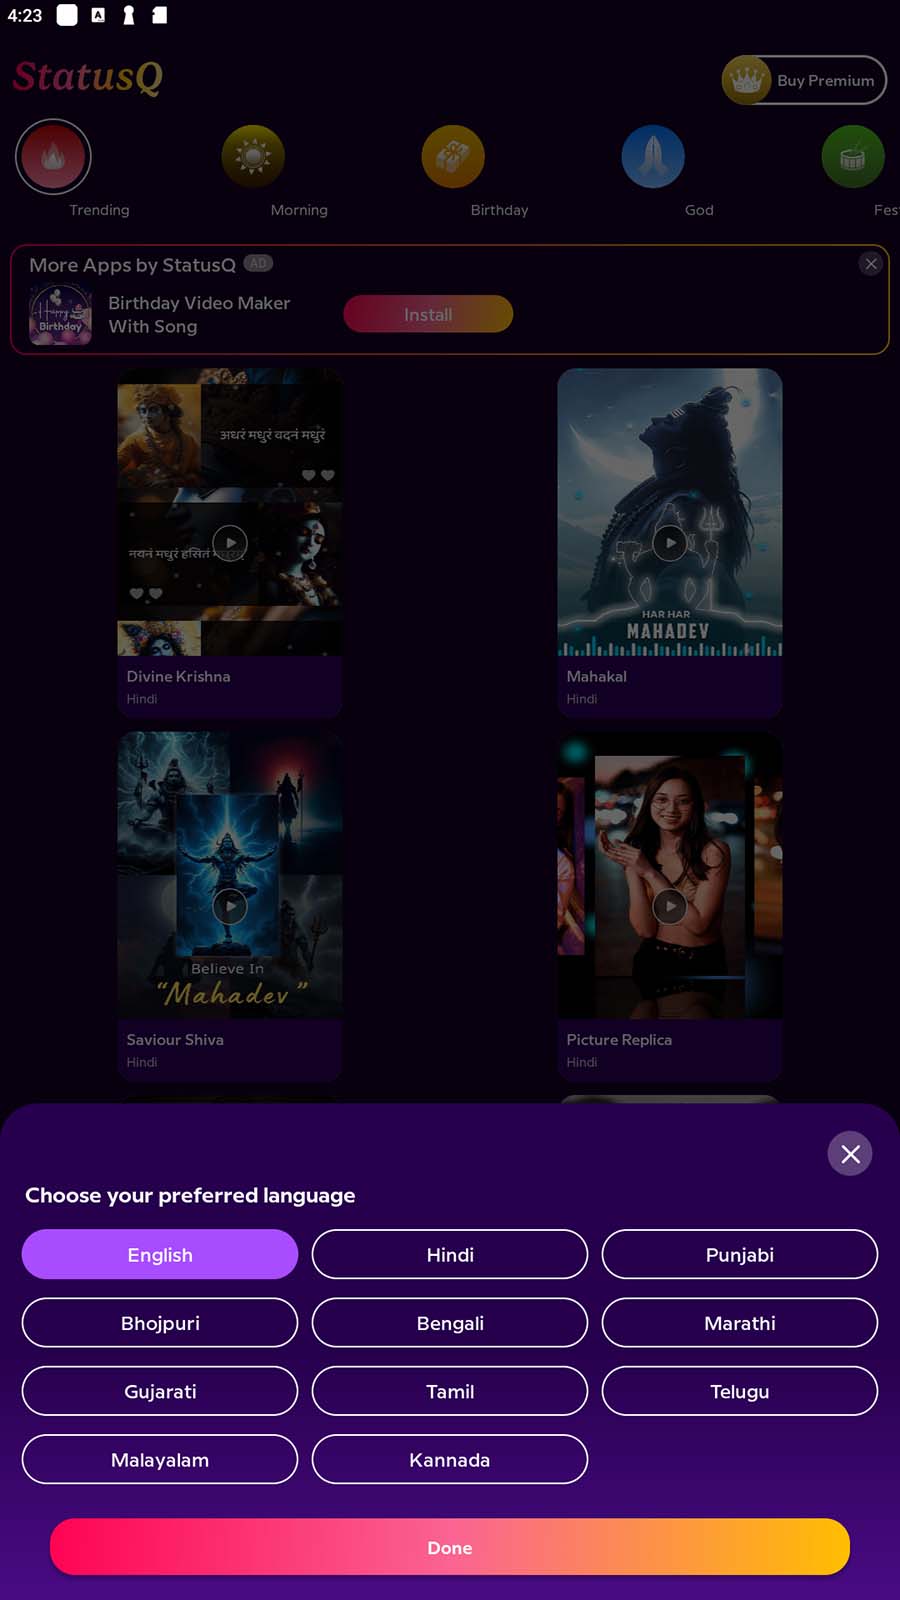 4:23
StatusQ
Buy Premium
Trending
Morning
Birthday
God
Fes
More Apps by StatusQ AD
Happy Birthday
Birthday Video Maker
With Song
Install
अधरं मधुरं वदनं मधुरं
नयनं मधुरं हसितं
HAR HAR
MAHADEV
Divine Krishna
Hindi
Mahakal
Hindi
Believe In
“Mahadev”
Saviour Shiva
Hindi
Picture Replica
Hindi
Choose your preferred language
English
Hindi
Punjabi
Bhojpuri
Bengali
Marathi
Gujarati
Tamil
Telugu
Malayalam
Kannada
Done